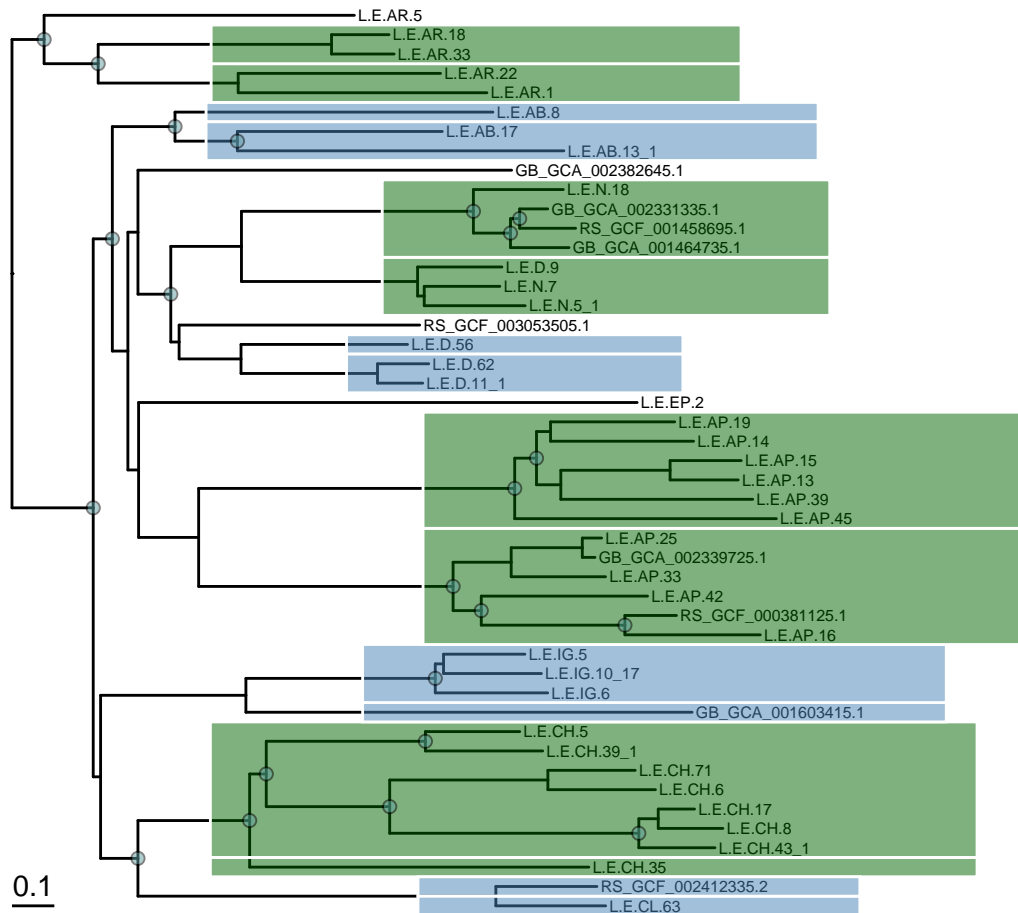 L.E.AR.5
L.E.AR.18
L.E.AR.33
L.E.AR.22
L.E.AR.1
L.E.AB.8
L.E.AB.17
L.E.AB.13_1
GB_GCA_002382645.1
L.E.N.18
GB_GCA_002331335.1
RS_GCF_001458695.1
GB_GCA_001464735.1
L.E.D.9
L.E.N.7
L.E.N.5_1
RS_GCF_003053505.1
L.E.D.56
L.E.D.62
L.E.D.11_1
L.E.EP.2
L.E.AP.19
L.E.AP.14
L.E.AP.15
L.E.AP.13
L.E.AP.39
L.E.AP.45
L.E.AP.25
GB_GCA_002339725.1
L.E.AP.33
L.E.AP.42
RS_GCF_000381125.1
L.E.AP.16
L.E.IG.5
L.E.IG.10_17
L.E.IG.6
GB_GCA_001603415.1
L.E.CH.5
L.E.CH.39_1
L.E.CH.71
L.E.CH.6
L.E.CH.17
L.E.CH.8
L.E.CH.43_1
L.E.CH.35
RS_GCF_002412335.2
L.E.CL.63
0.1